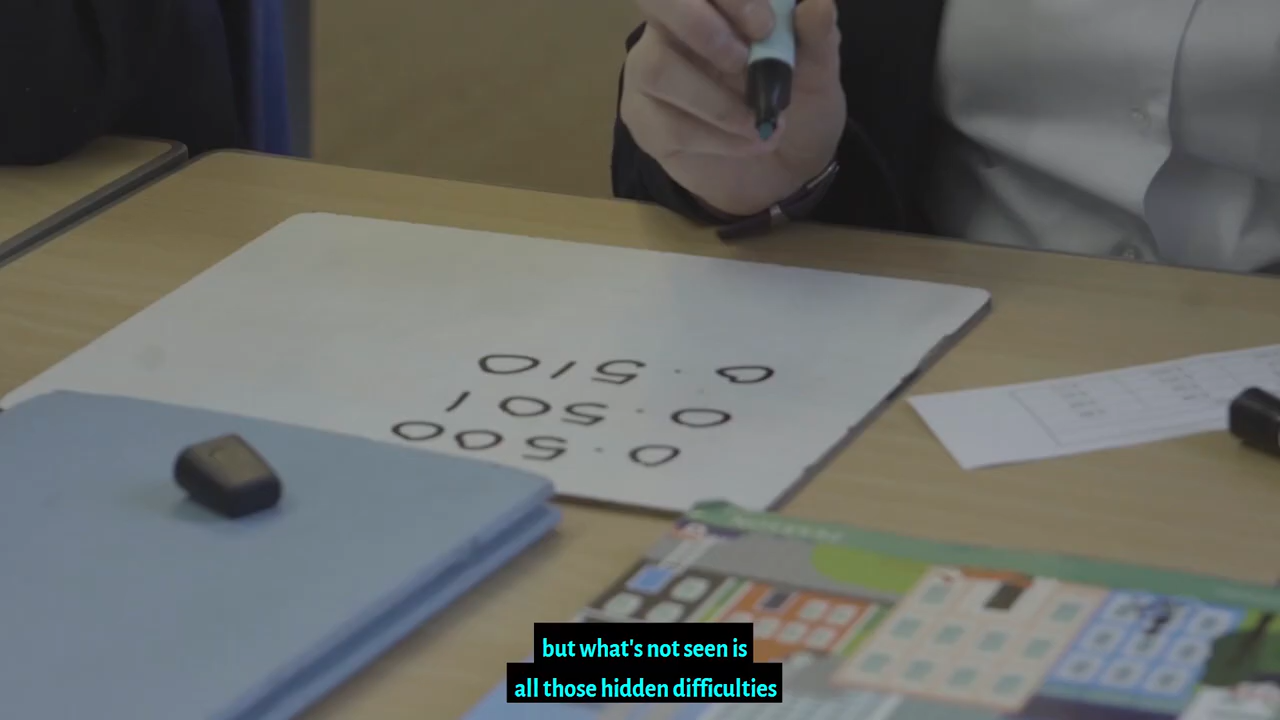 0.500
0.501
0.510
but what's not seen is
all those hidden difficulties